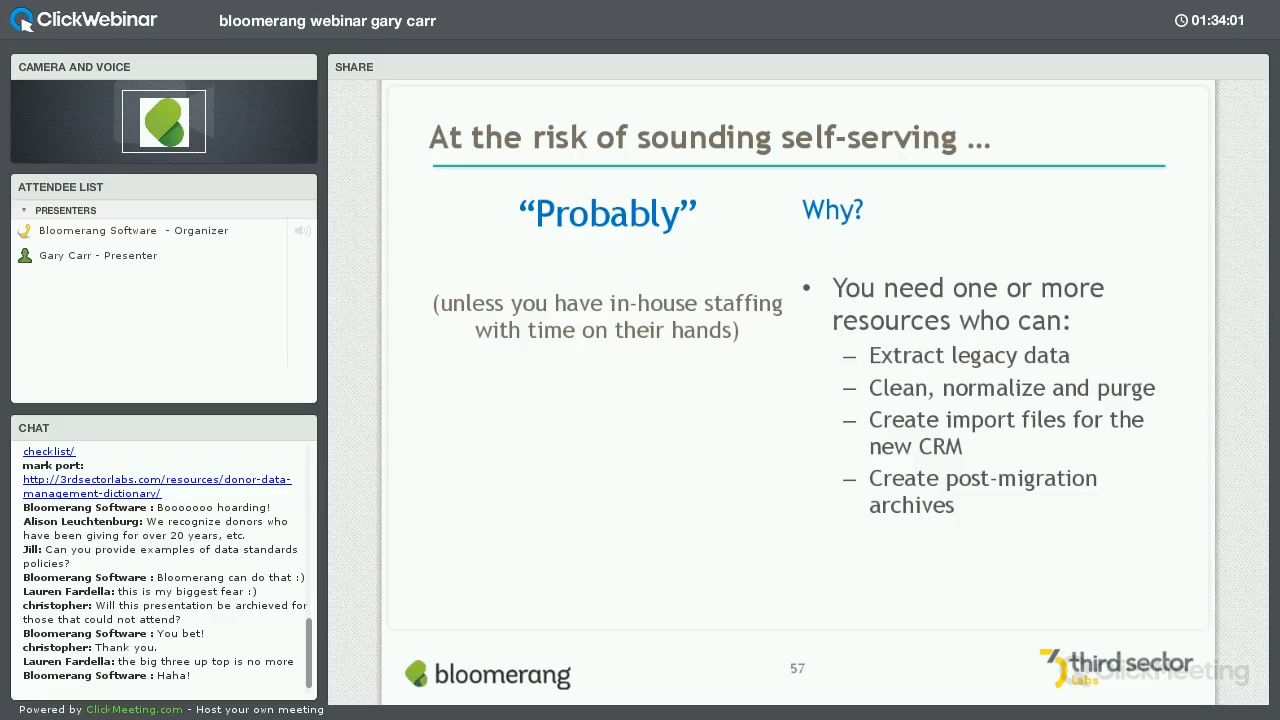 ClickWebinar
bloomerang webinar gary carr
01:34:01
CAMERA AND VOICE
ATTENDEE LIST
PRESENTERS
Bloomerang Software - Organizer
Gary Carr - Presenter
CHAT
checklist/
mark port:
http://3rdsectorlabs.com/resources/donor-data-
management-dictionary/
Bloomerang Software : Booooooo hoarding!
Alison Leuchtenburg: We recognize donors who
have been giving for over 20 years, etc.
Jill: Can you provide examples of data standards
policies?
Bloomerang Software : Bloomerang can do that :)
Lauren Fardella: this is my biggest fear :)
christopher: Will this presentation be archieved for
those that could not attend?
Bloomerang Software : You bet!
christopher: Thank you.
Lauren Fardella: the big three up top is no more
Bloomerang Software : Haha!
Powered by ClickMeeting.com - Host your own meeting
SHARE
At the risk of sounding self-serving …
“Probably”
(unless you have in-house staffing
with time on their hands)
Why?
• You need one or more
resources who can:
– Extract legacy data
– Clean, normalize and purge
– Create import files for the
new CRM
– Create post-migration
archives
bloomerang
57
third sector
Labs
ClickMeeting